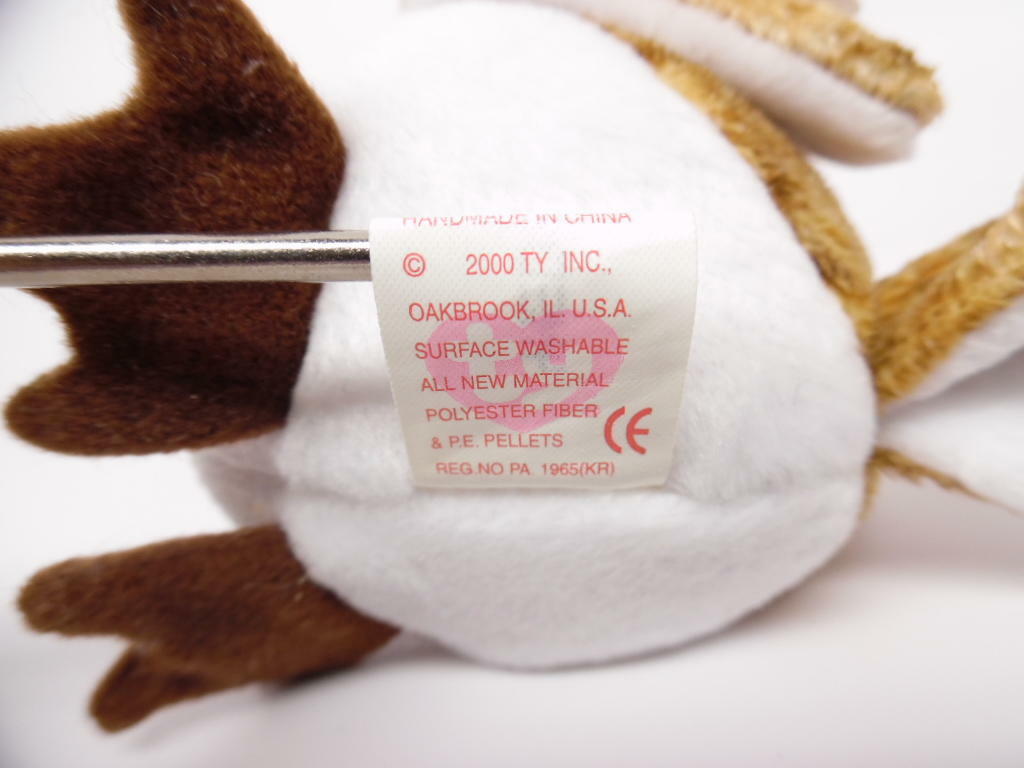 HANDMADE IN CHINA
© 2000 TY INC.,
OAKBROOK, IL. U.S.A.
SURFACE WASHABLE
ALL NEW MATERIAL
POLYESTER FIBER
& P.E. PELLETS CE
REG.NO PA. 1965(KR)
ty